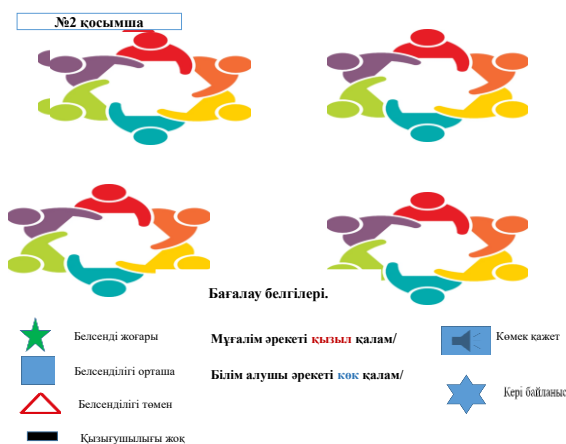 №2 қосымша
Бағалау белгілері.
Белсенді жоғары
Мұғалім әрекеті қызыл қалам/
Көмек қажет
Белсенділігі орташа
Білім алушы әрекеті көк қалам/
Кері байланыс
Белсенділігі төмен
Қызығушылығы жоқ